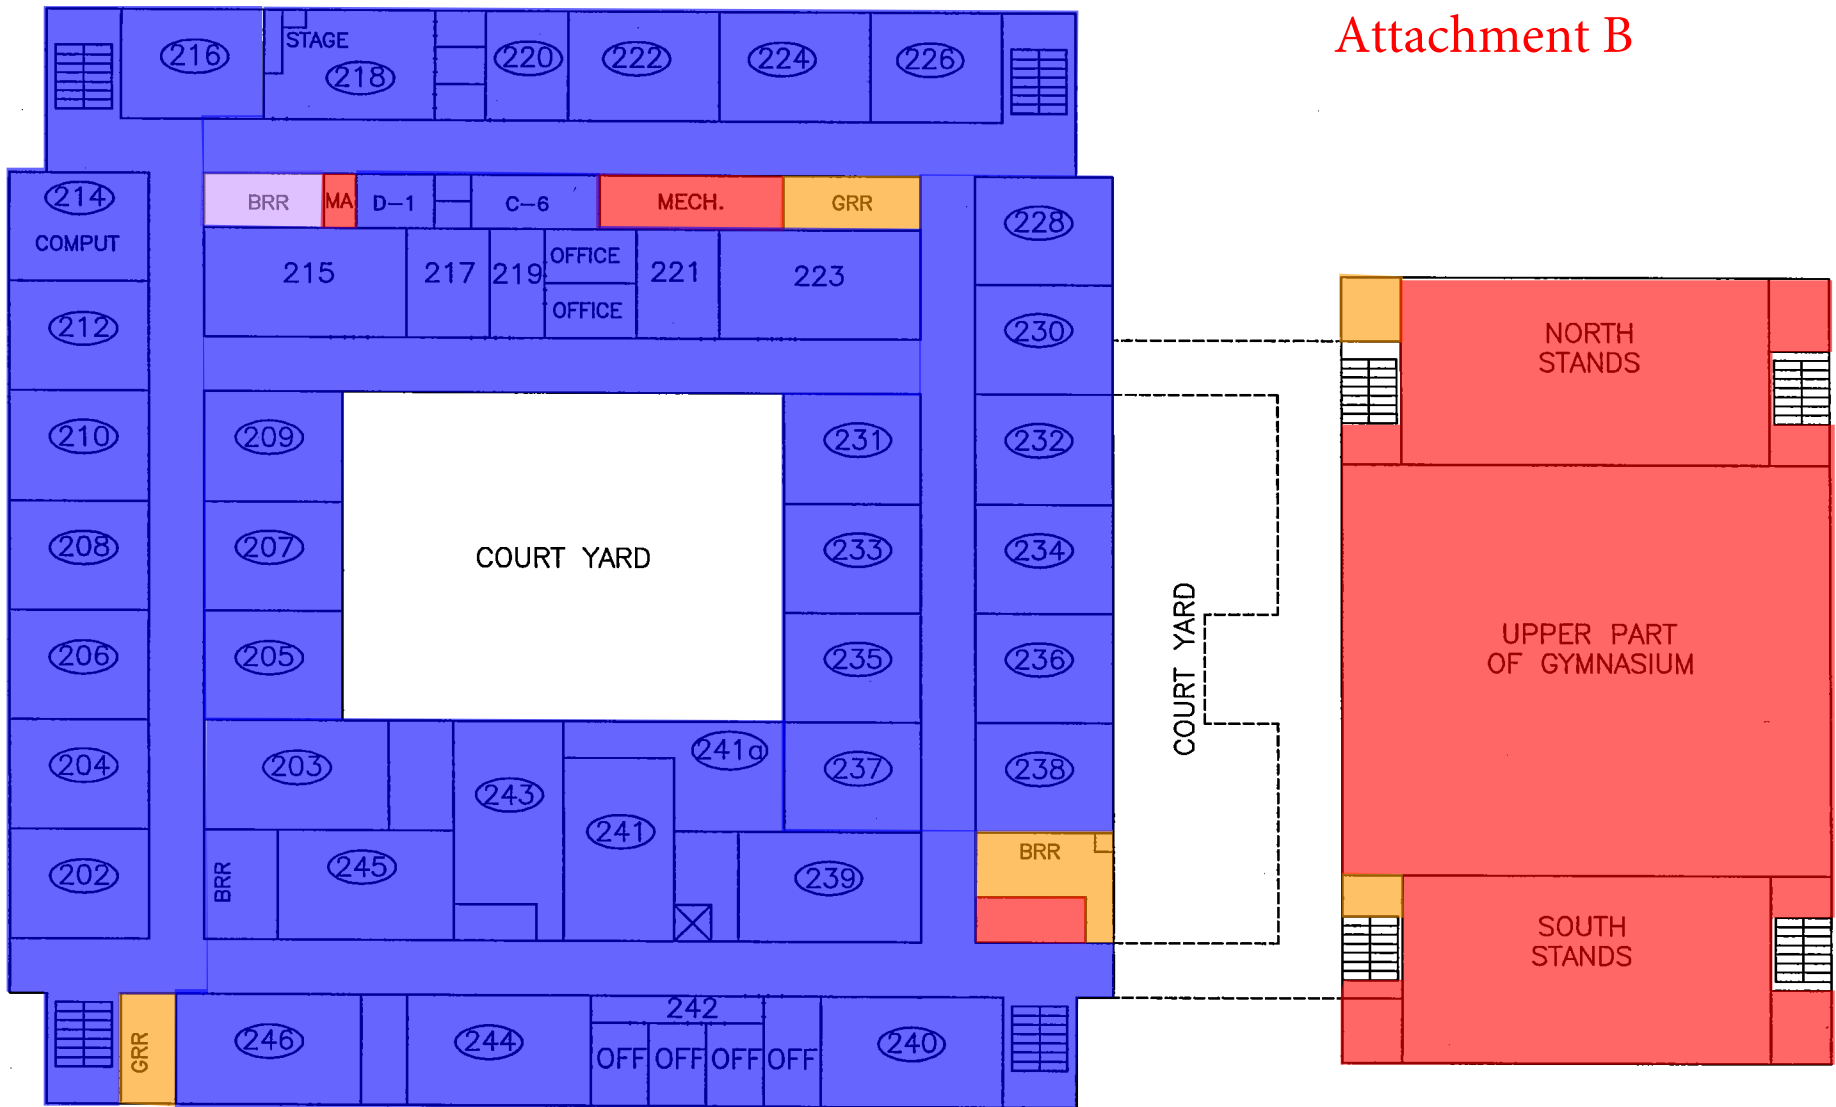 Attachment B
216
STAGE
218
220
222
224
226
214
COMPUT
BRR
MA
D-1
C-6
MECH.
GRR
228
215
217
219
OFFICE
OFFICE
221
223
212
230
NORTH
STANDS
210
209
231
232
208
207
COURT YARD
233
234
206
205
235
236
COURT YARD
UPPER PART
OF GYMNASIUM
204
203
243
241a
237
238
202
BRR
245
241
239
BRR
SOUTH
STANDS
GRR
246
244
242
OFF
OFF
OFF
OFF
240